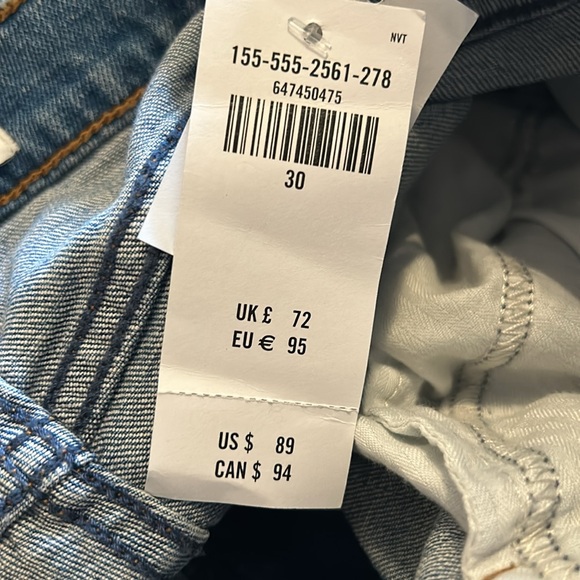 NVT
155-555-2561-278
647450475
30
UK £ 72
EU € 95
US $ 89
CAN $ 94